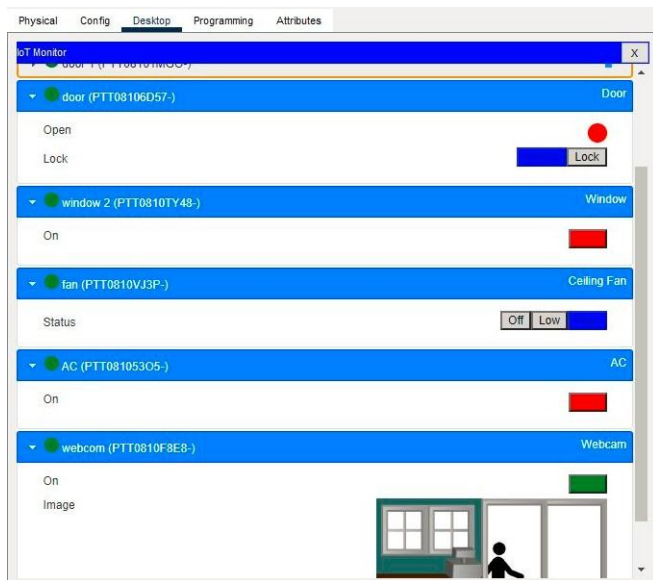 Physical Config Desktop Programming Attributes
IoT Monitor X
door (PTT08106D57-) Door
Open
Lock Lock
window 2 (PTT0810TY48-) Window
On
fan (PTT0810VJ3P-) Ceiling Fan
Status Off Low
AC (PTT081053O5-) AC
On
webcom (PTT0810F8E8-) Webcam
On
Image